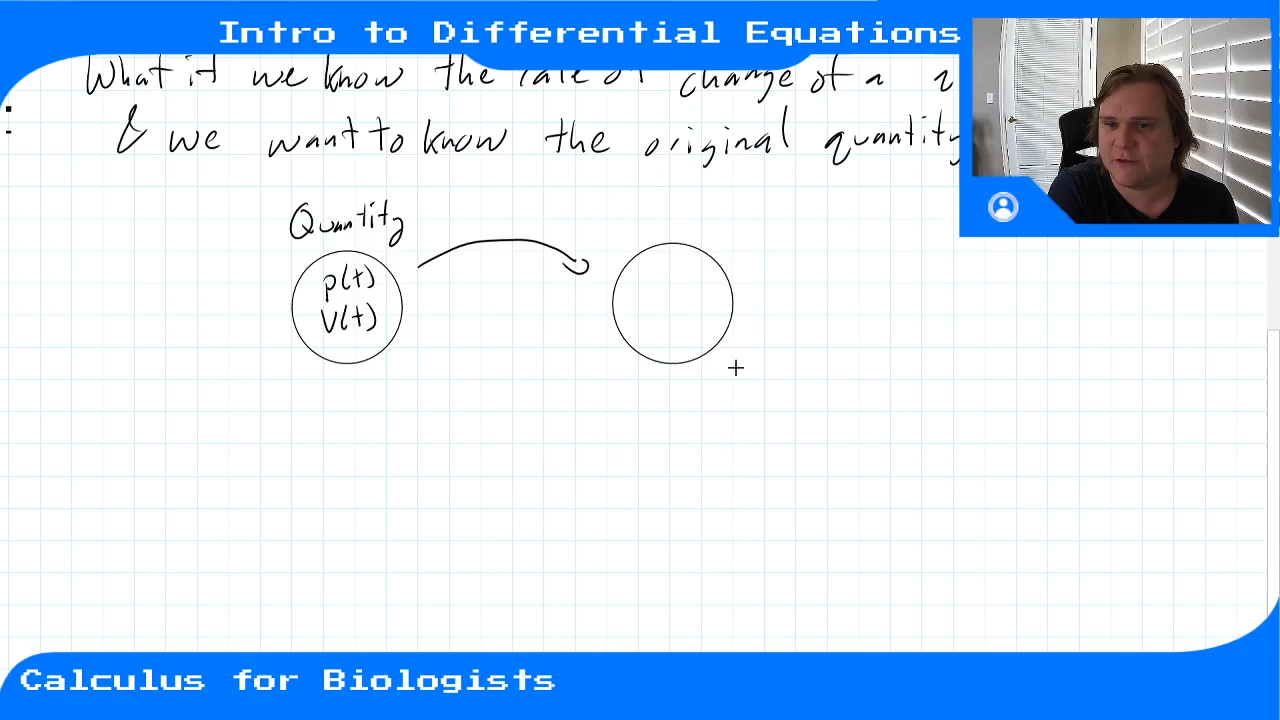 Intro to Differential Equations
What if we know the rate of change of a
& we want to know the original quantity
Quantity
p(t)
V(t)
Calculus for Biologists